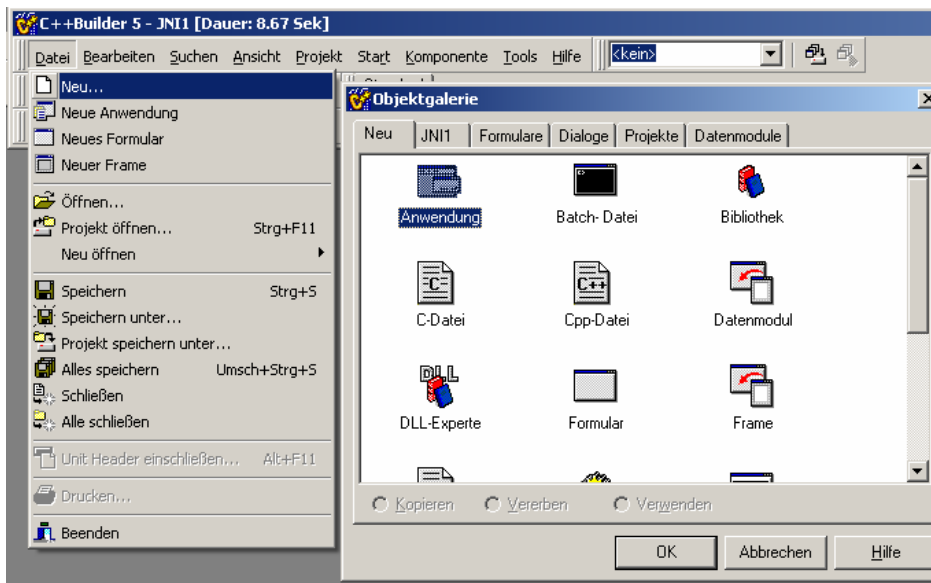 C++Builder 5 - JNI1 [Dauer: 8.67 Sek]
Datei Bearbeiten Suchen Ansicht Projekt Start Komponente Tools Hilfe <kein>
Neu...
Neue Anwendung
Neues Formular
Neuer Frame
Öffnen...
Projekt öffnen... Strg+F11
Neu öffnen
Speichern Strg+S
Speichern unter...
Projekt speichern unter...
Alles speichern Umsch+Strg+S
Schließen
Alle schließen
Unit Header einschließen... Alt+F11
Drucken...
Beenden
Objektgalerie
Neu JNI1 Formulare Dialoge Projekte Datenmodule
Anwendung Batch-Datei Bibliothek
C
C++
C-Datei Cpp-Datei Datenmodul
DLL
DLL-Experte Formular Frame
Kopieren Vererben Verwenden
OK Abbrechen Hilfe